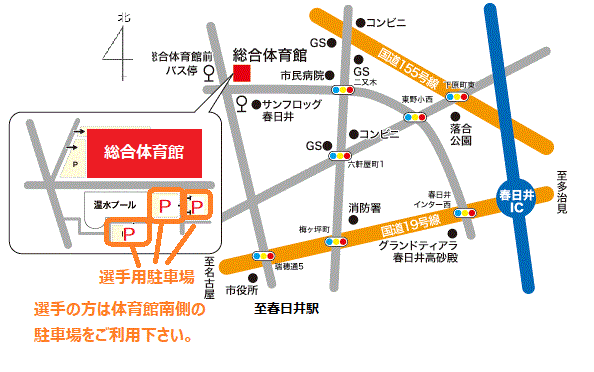 北
コンビニ
GS
総合体育館前
バス停
総合体育館
市民病院
GS
二又木
国道155号線
下原町東
東野小西
サンフロッグ
春日井
コンビニ
GS
落合
公園
六軒屋町1
総合体育館
P
温水プール
P
P
P
春日井
IC
至多治見
春日井
インター西
消防署
梅ヶ坪町
国道19号線
グランドティアラ
春日井高砂殿
選手用駐車場
至名古屋
瑞穂通5
市役所
至春日井駅
選手の方は体育館南側の
駐車場をご利用下さい。